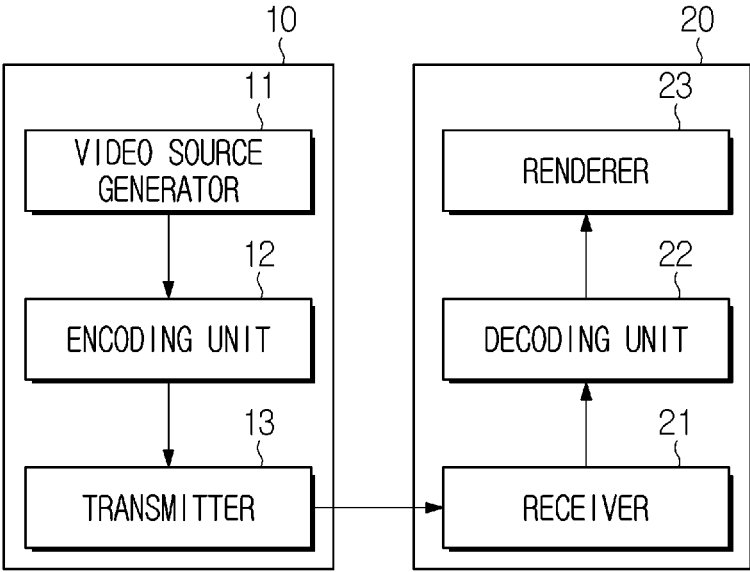 10
11
VIDEO SOURCE
GENERATOR
12
ENCODING UNIT
13
TRANSMITTER
20
23
RENDERER
22
DECODING UNIT
21
RECEIVER